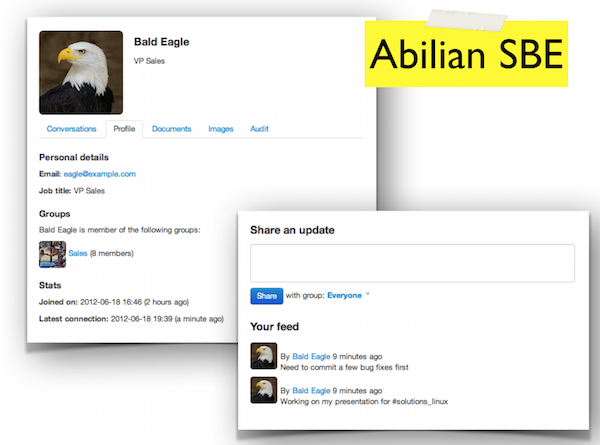 Abilian SBE
Bald Eagle
VP Sales
Conversations Profile Documents Images Audit
Personal details
Email: eagle@example.com
Job title: VP Sales
Groups
Bald Eagle is member of the following groups:
Sales (8 members)
Stats
Joined on: 2012-06-18 16:46 (2 hours ago)
Latest connection: 2012-06-18 19:39 (a minute ago)
Share an update
Share with group: Everyone
Your feed
By Bald Eagle 9 minutes ago
Need to commit a few bug fixes first
By Bald Eagle 9 minutes ago
Working on my presentation for #solutions_linux